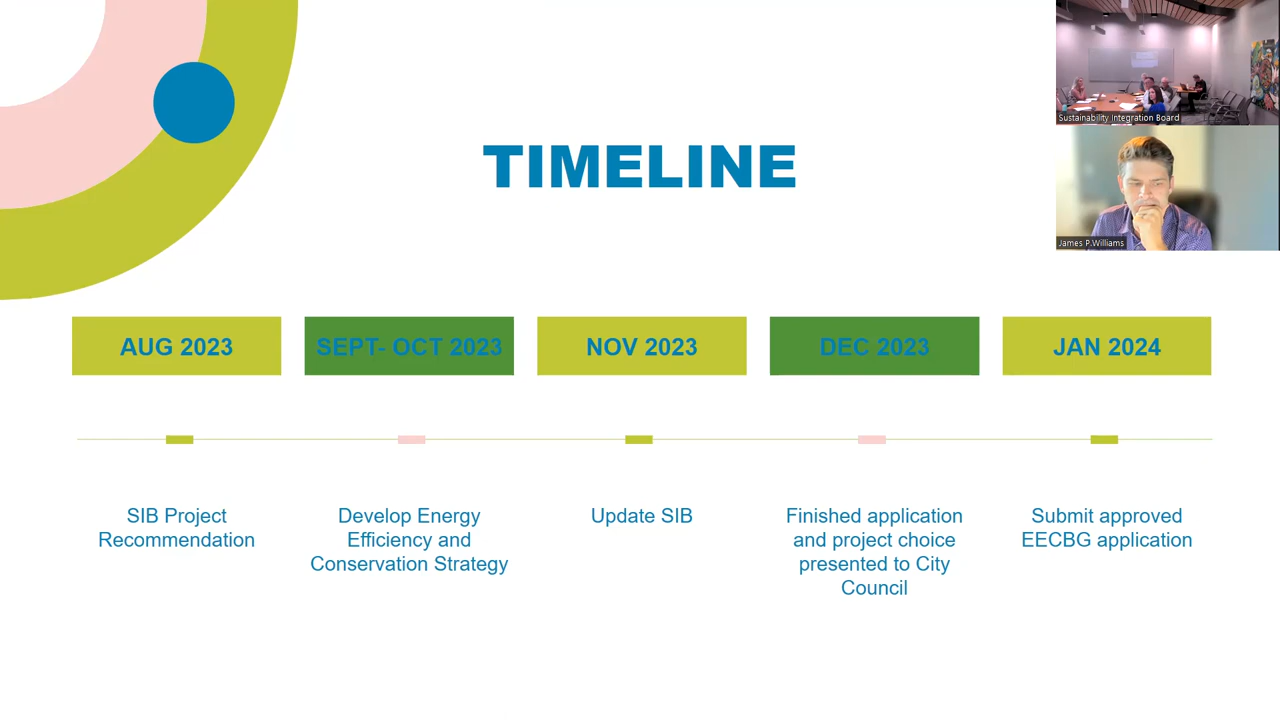 TIMELINE
Sustainability Integration Board
James P.Williams
AUG 2023
SEPT- OCT 2023
NOV 2023
DEC 2023
JAN 2024
SIB Project
Recommendation
Develop Energy
Efficiency and
Conservation Strategy
Update SIB
Finished application
and project choice
presented to City
Council
Submit approved
EECBG application